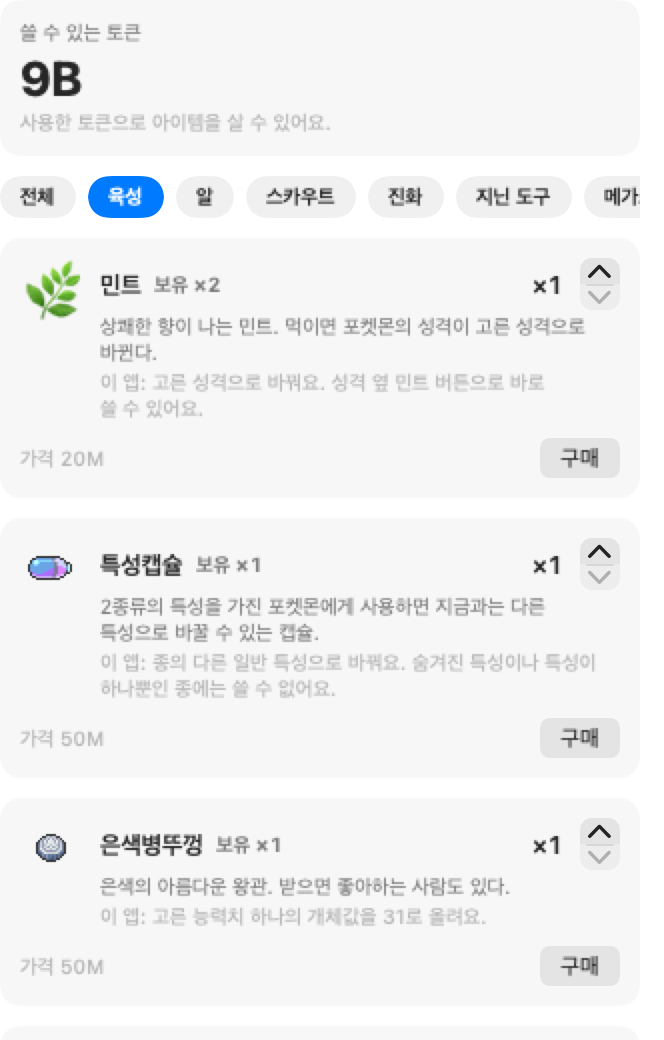 쓸 수 있는 토큰
9B
사용한 토큰으로 아이템을 살 수 있어요.
전체 육성 알 스카우트 진화 지닌 도구 메가
민트 보유 ×2 ×1
상쾌한 향이 나는 민트. 먹이면 포켓몬의 성격이 고른 성격으로
바뀐다.
이 앱: 고른 성격으로 바꿔요. 성격 옆 민트 버튼으로 바로
쓸 수 있어요.
가격 20M 구매
특성캡슐 보유 ×1 ×1
2종류의 특성을 가진 포켓몬에게 사용하면 지금과는 다른
특성으로 바꿀 수 있는 캡슐.
이 앱: 종의 다른 일반 특성으로 바꿔요. 숨겨진 특성이나 특성이
하나뿐인 종에는 쓸 수 없어요.
가격 50M 구매
은색병뚜껑 보유 ×1 ×1
은색의 아름다운 왕관. 받으면 좋아하는 사람도 있다.
이 앱: 고른 능력치 하나의 개체값을 31로 올려요.
가격 50M 구매